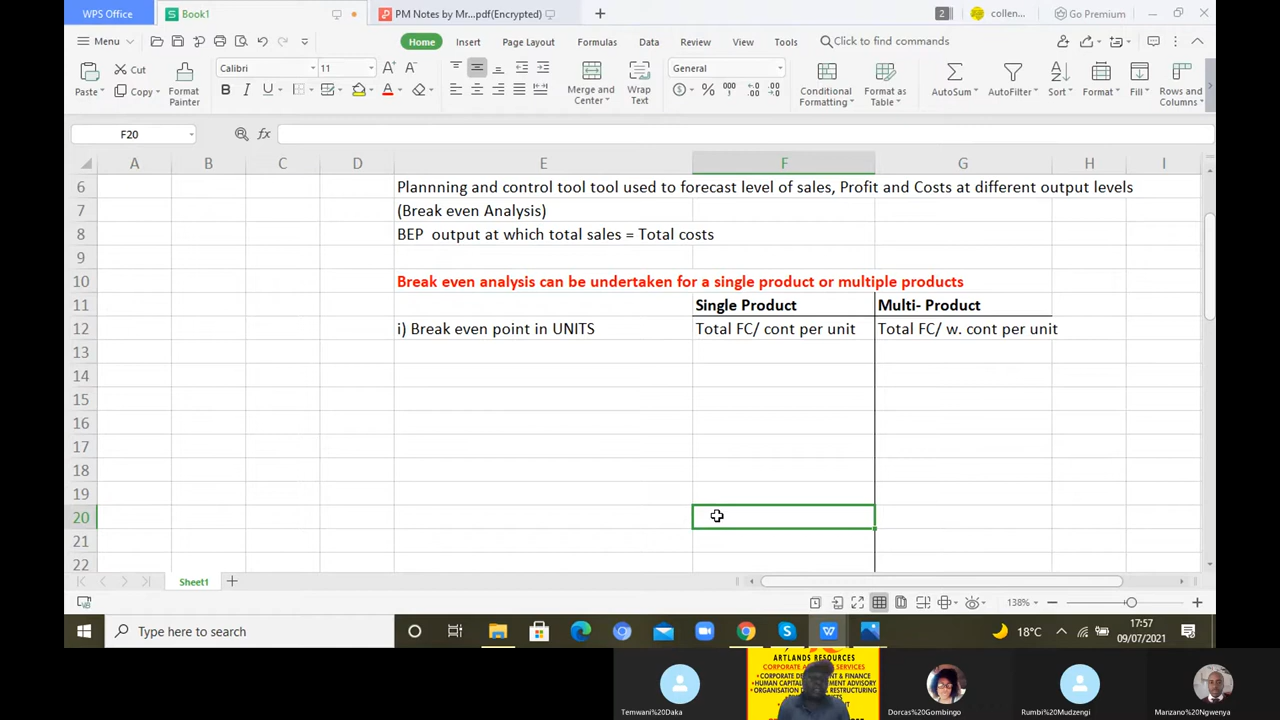 WPS Office
Book1
PM Notes by Mr...pdf(Encrypted)
2
collen...
Go Premium
Menu
Home
Insert
Page Layout
Formulas
Data
Review
View
Tools
Click to find commands
Paste
Cut
Copy
Format Painter
Calibri
11
Merge and Center
Wrap Text
General
Conditional Formatting
Format as Table
AutoSum
AutoFilter
Sort
Format
Fill
Rows and Columns
F20
A B C D E F G H I
6 Plannning and control tool tool used to forecast level of sales, Profit and Costs at different output levels
7 (Break even Analysis)
8 BEP output at which total sales = Total costs
9
10 Break even analysis can be undertaken for a single product or multiple products
11 Single Product Multi- Product
12 i) Break even point in UNITS Total FC/ cont per unit Total FC/ w. cont per unit
13
14
15
16
17
18
19
20
21
22
Sheet1
138%
Type here to search
18°C
17:57
09/07/2021
ARTLANDS RESOURCES
Temwani%20Daka
Dorcas%20Gombingo
Rumbi%20Mudzengi
Manzano%20Ngwenya